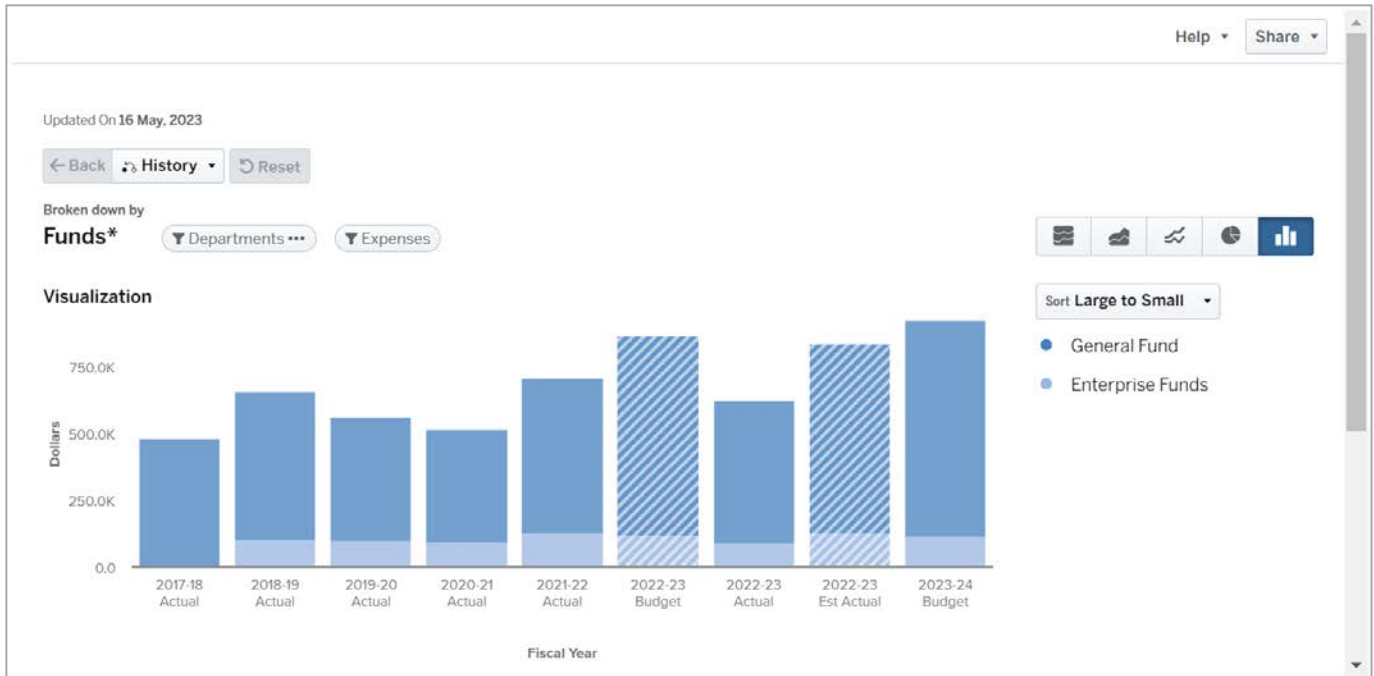 Help Share
Updated On 16 May, 2023
Back History Reset
Broken down by
Funds* Departments ••• Expenses
Visualization
Sort Large to Small
General Fund
Enterprise Funds
Dollars
750.0K
500.0K
250.0K
0.0
2017-18 2018-19 2019-20 2020-21 2021-22 2022-23 2022-23 2022-23 2023-24
Actual Actual Actual Actual Actual Budget Actual Est Actual Budget
Fiscal Year